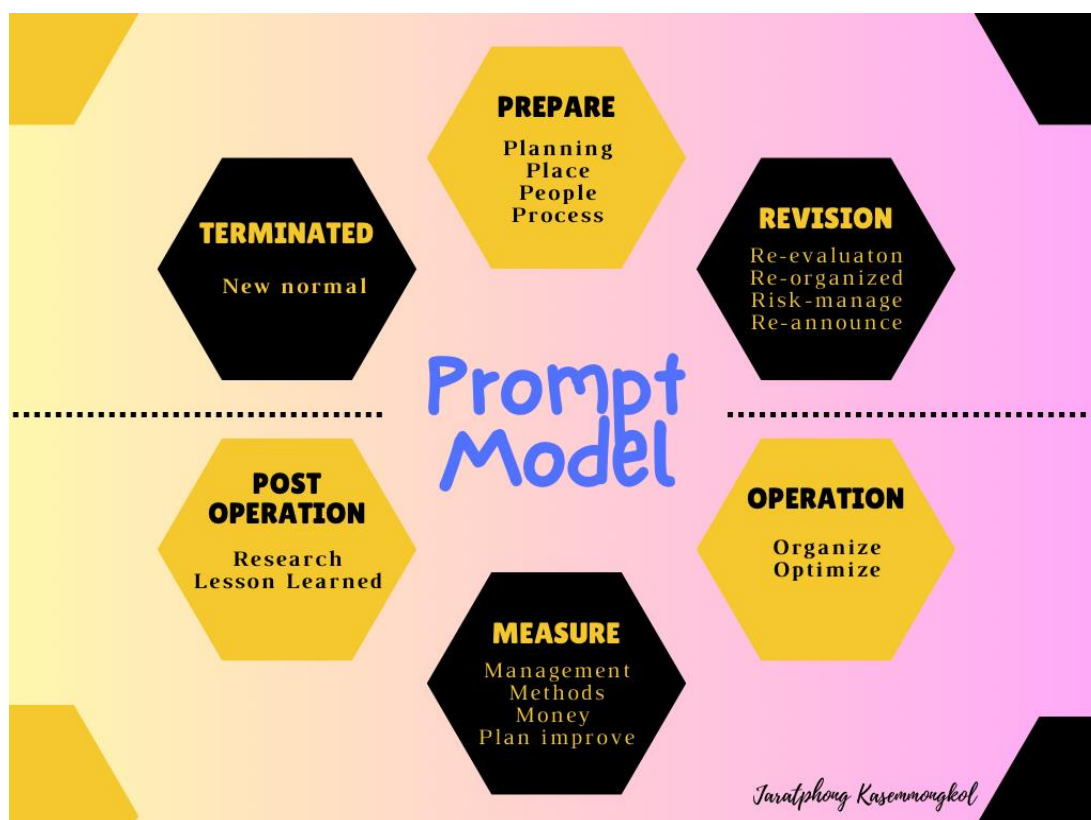 PREPARE
Planning
Place
People
Process
REVISION
Re-evaluaton
Re-organized
Risk-manage
Re-announce
OPERATION
Organize
Optimize
MEASURE
Management
Methods
Money
Plan improve
POST
OPERATION
Research
Lesson Learned
TERMINATED
New normal
Prompt
Model
Jaratphong Kasemmongkol